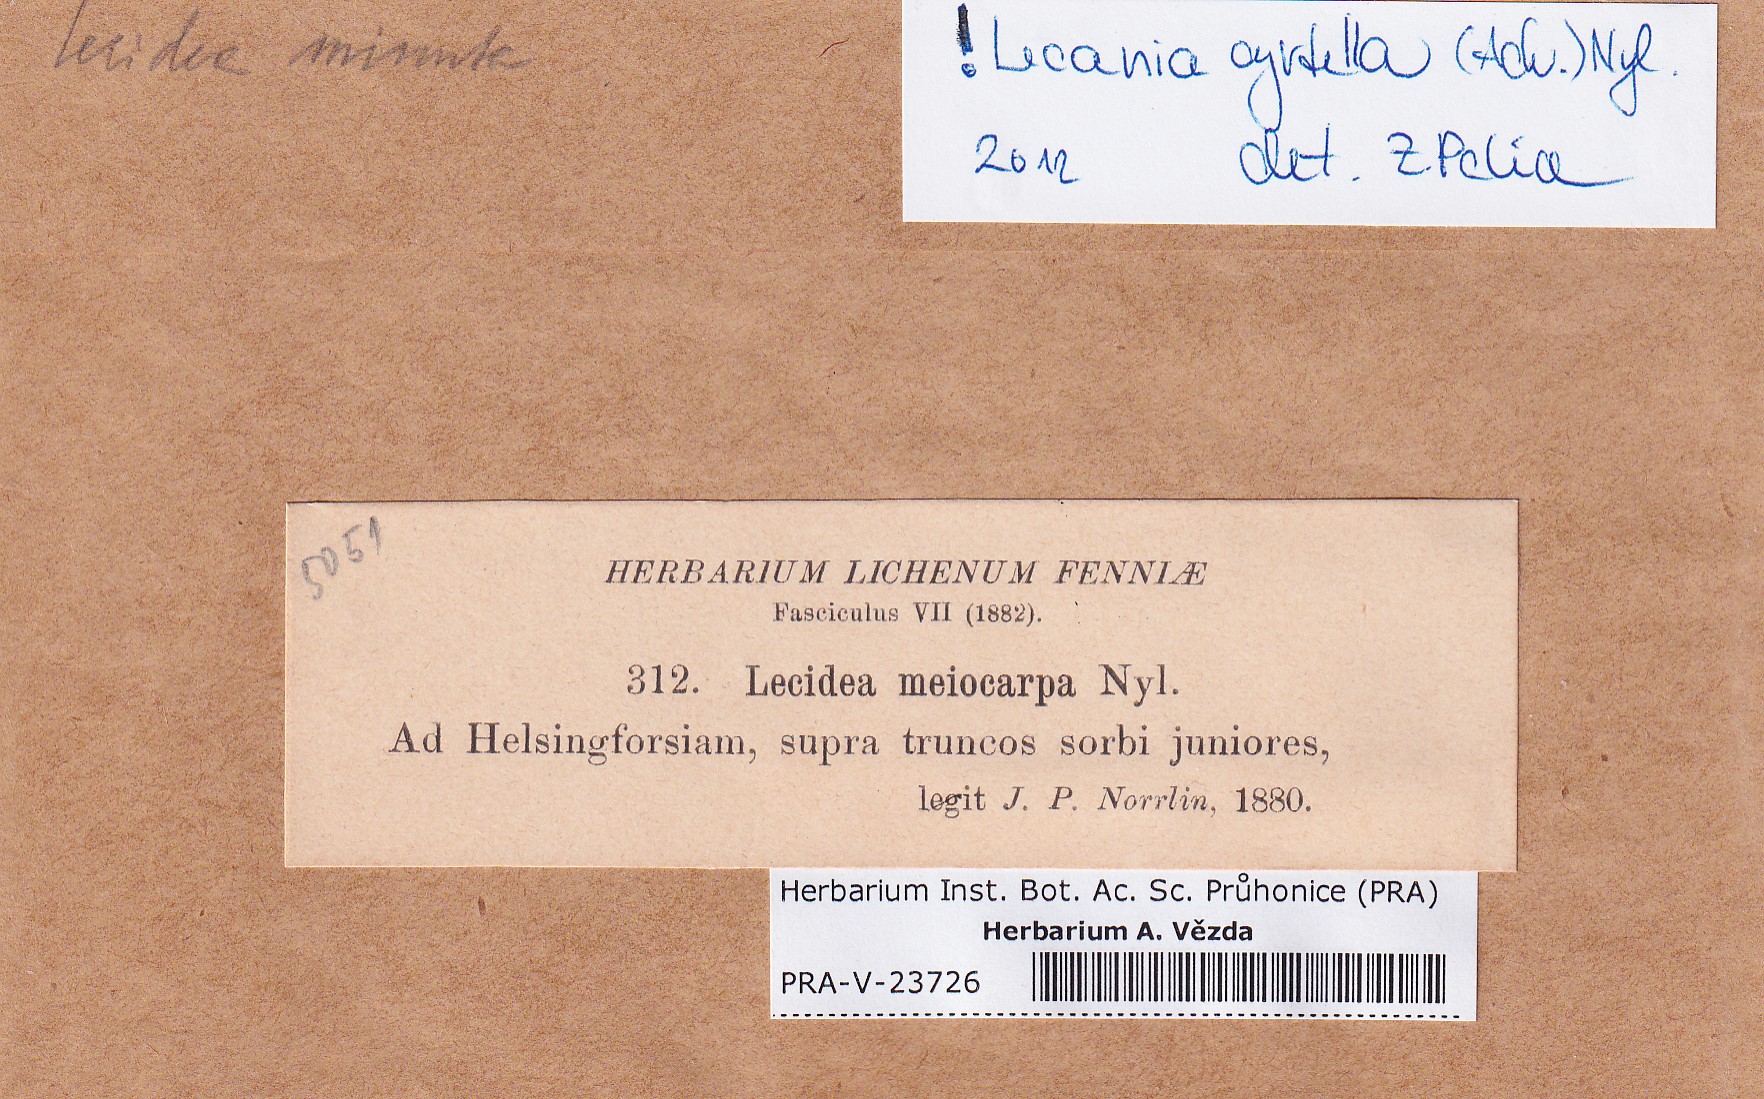 Lecidea minuta
! Lecania cyrtella (Ach.) Nyl.
2012 det. Z. Palice
5051
HERBARIUM LICHENUM FENNIÆ
Fasciculus VII (1882).
312. Lecidea meiocarpa Nyl.
Ad Helsingforsiam, supra truncos sorbi juniores,
legit J. P. Norrlin, 1880.
Herbarium Inst. Bot. Ac. Sc. Průhonice (PRA)
Herbarium A. Vězda
PRA-V-23726